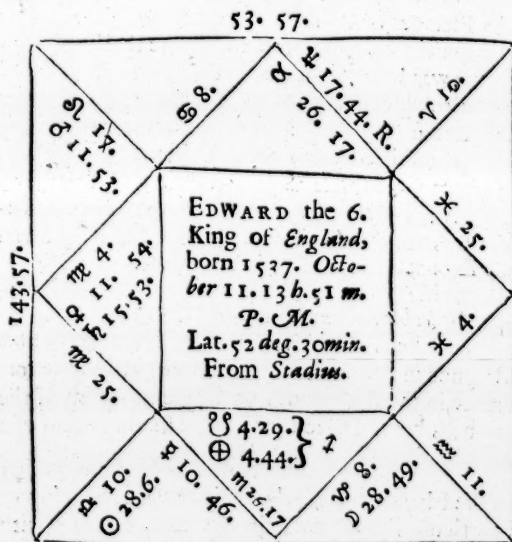 53. 57.
♃ 17. 44. R.
♉ 26. 17.
♈ 10.
♋ 8.
♌ 1
♂ 11. 53.
♓ 25.
143. 57.
♍ 4.
♀ 11. 54.
♄ 15. 53.
♍ 25.
♓ 4.
EDWARD the 6.
King of England,
born 1537. Octo-
ber 11. 13 h. 51 m.
P. M.
Lat. 52 deg. 30 min.
From Stadius.
☋ 4. 29.
⊕ 4. 44. } ♐
♎ 10.
☉ 28. 6.
☿ 10. 46.
♏ 26. 17
♑ 8.
☽ 28. 49.
♒ 11.